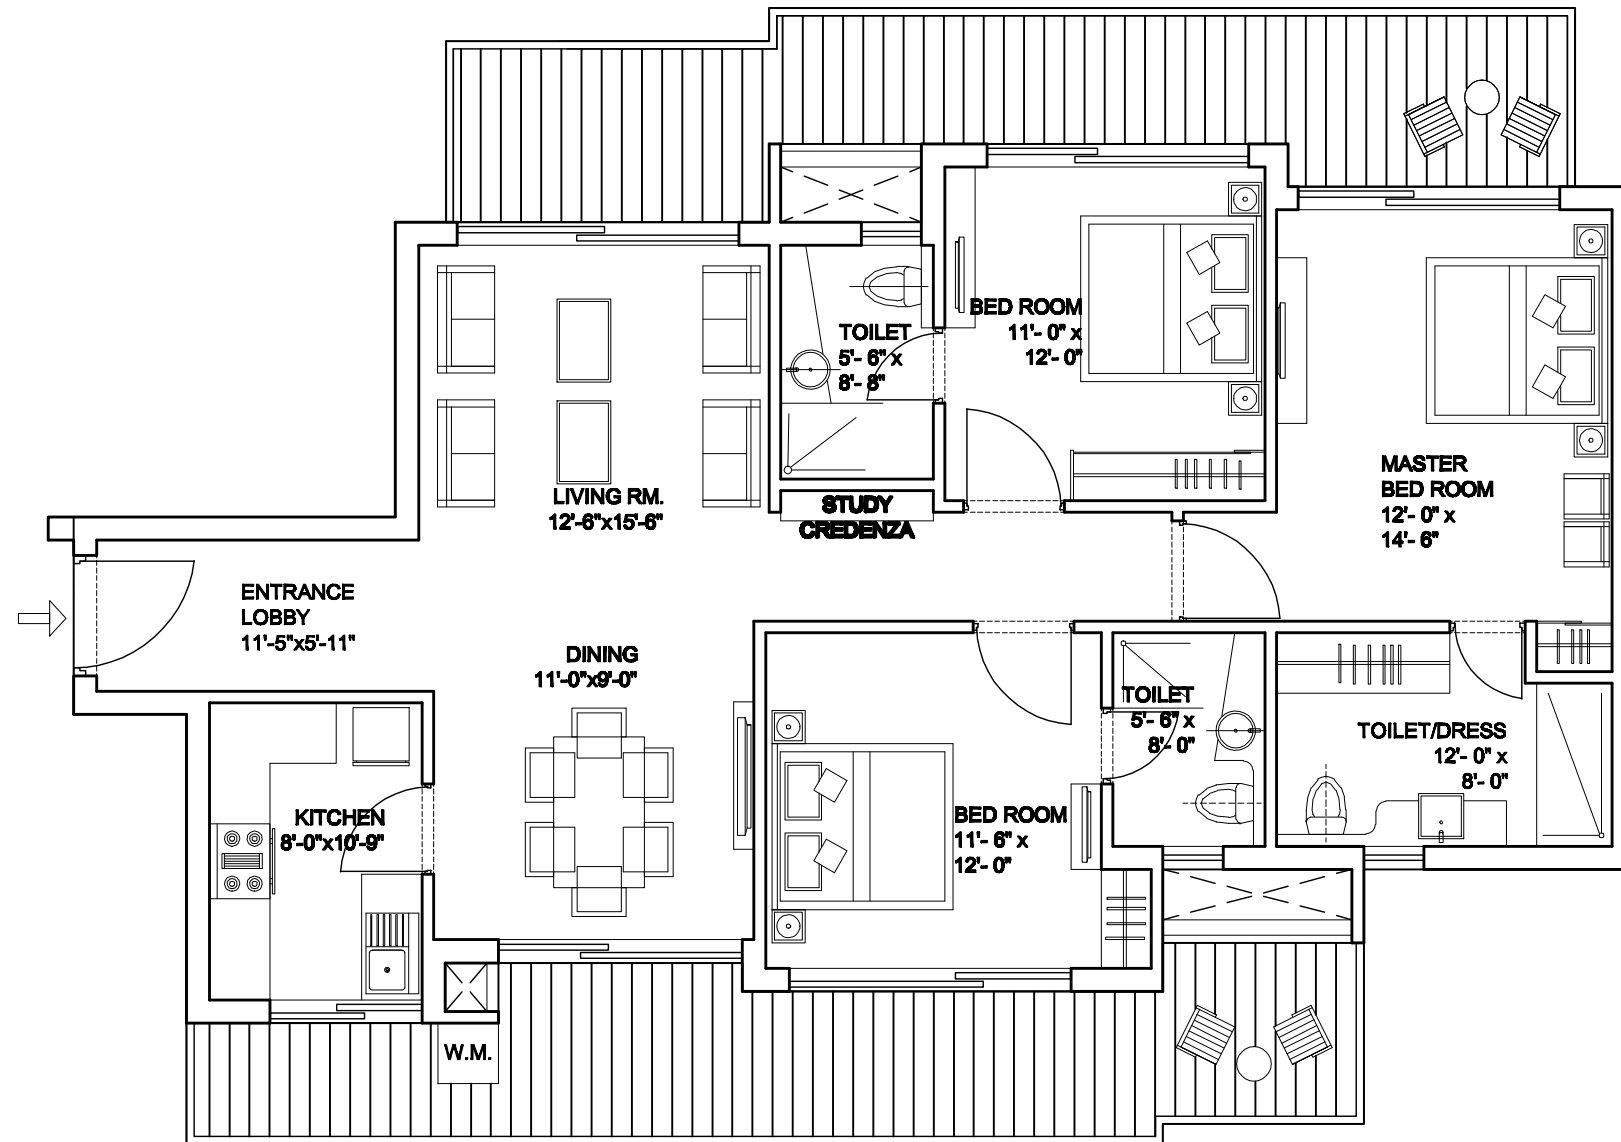 BED ROOM
11'- 0" x
12'- 0"
TOILET
5'- 6" x
8'- 8"
MASTER
BED ROOM
12'- 0" x
14'- 6"
LIVING RM.
12'-6"x15'-6"
STUDY
CREDENZA
ENTRANCE
LOBBY
11'-5"x5'-11"
DINING
11'-0"x9'-0"
TOILET
5'- 6" x
8'- 0"
TOILET/DRESS
12'- 0" x
8'- 0"
KITCHEN
8'-0"x10'-9"
BED ROOM
11'- 6" x
12'- 0"
W.M.